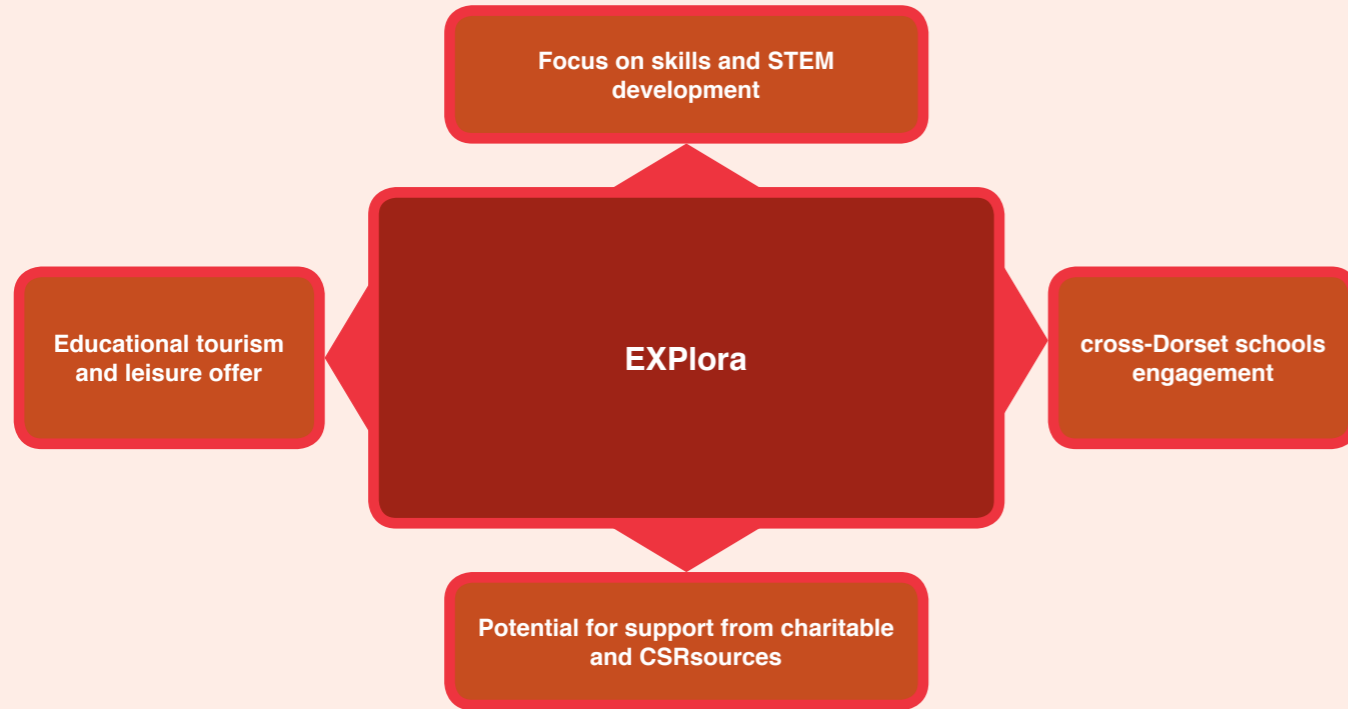 Focus on skills and STEM
development
Educational tourism
and leisure offer
EXPlora
cross-Dorset schools
engagement
Potential for support from charitable
and CSRsources